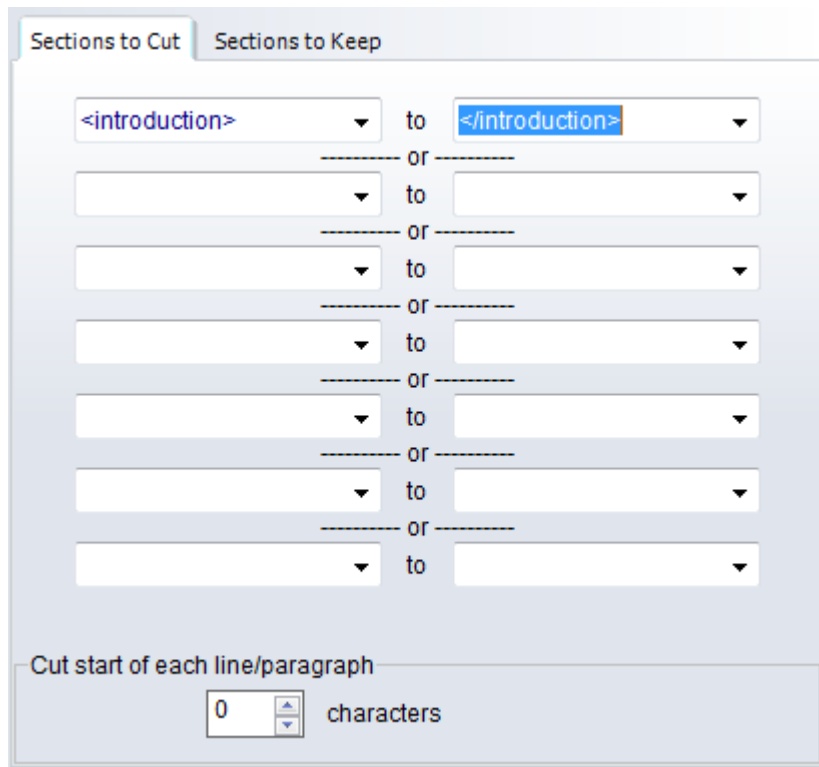 Sections to Cut Sections to Keep
<introduction> to </introduction>
---------- or ----------
to
---------- or ----------
to
---------- or ----------
to
---------- or ----------
to
---------- or ----------
to
---------- or ----------
to
Cut start of each line/paragraph
0 characters